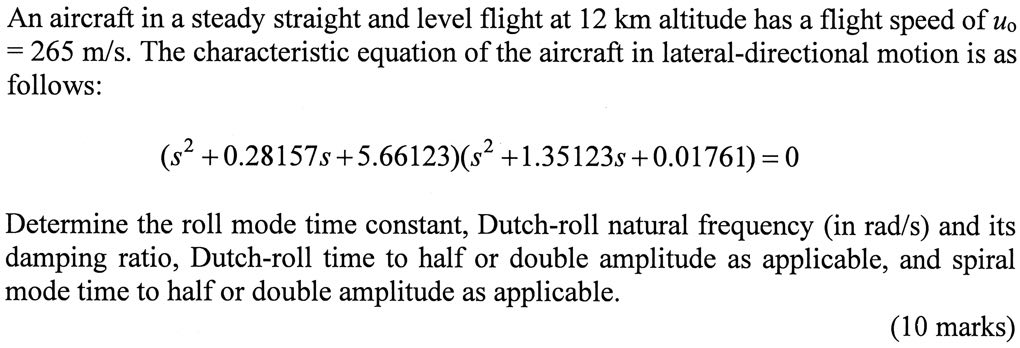 An aircraft in a steady straight and level flight at 12 km altitude has a flight speed of u₀
= 265 m/s. The characteristic equation of the aircraft in lateral-directional motion is as
follows:
(s² + 0.28157s + 5.66123)(s² + 1.35123s + 0.01761) = 0
Determine the roll mode time constant, Dutch-roll natural frequency (in rad/s) and its
damping ratio, Dutch-roll time to half or double amplitude as applicable, and spiral
mode time to half or double amplitude as applicable.
(10 marks)